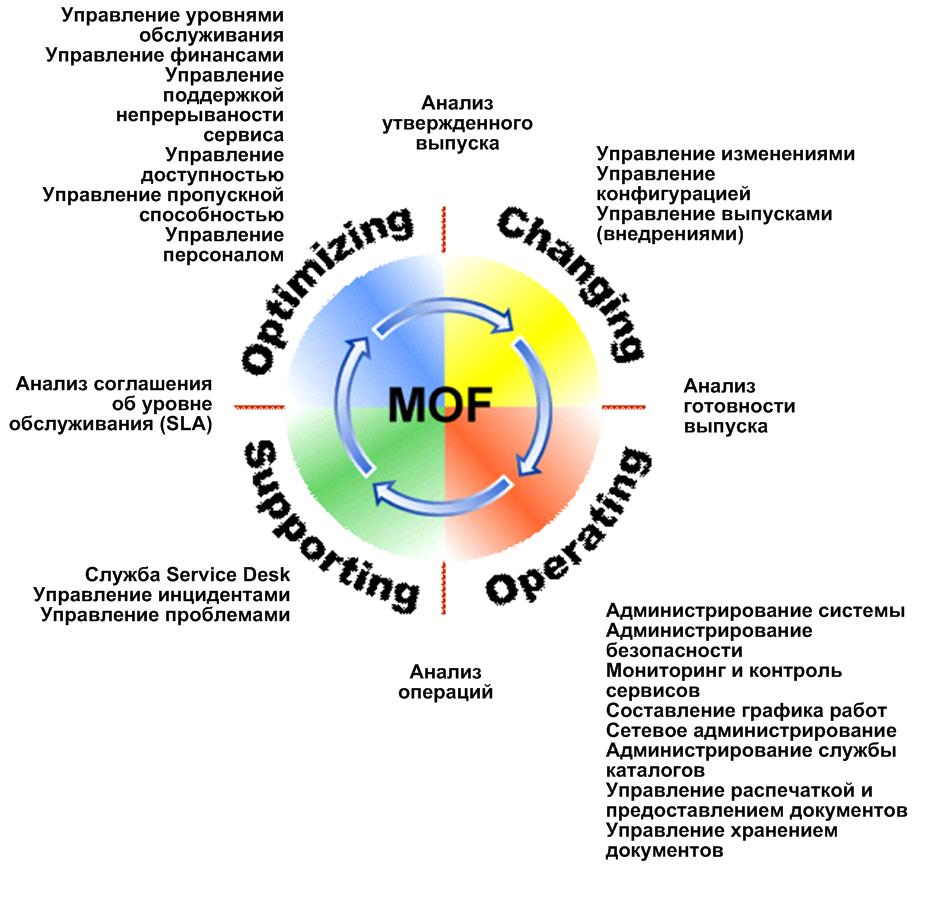 Управление уровнями
обслуживания
Управление финансами
Управление
поддержкой
непрерываности
сервиса
Управление
доступностью
Управление пропускной
способностью
Управление
персоналом
Анализ
утвержденного
выпуска
Управление изменениями
Управление
конфигурацией
Управление выпусками
(внедрениями)
Optimizing
Changing
Анализ соглашения
об уровне
обслуживания (SLA)
MOF
Анализ
готовности
выпуска
Supporting
Operating
Служба Service Desk
Управление инцидентами
Управление проблемами
Анализ
операций
Администрирование системы
Администрирование
безопасности
Мониторинг и контроль
сервисов
Составление графика работ
Сетевое администрирование
Администрирование службы
каталогов
Управление распечаткой и
предоставлением документов
Управление хранением
документов